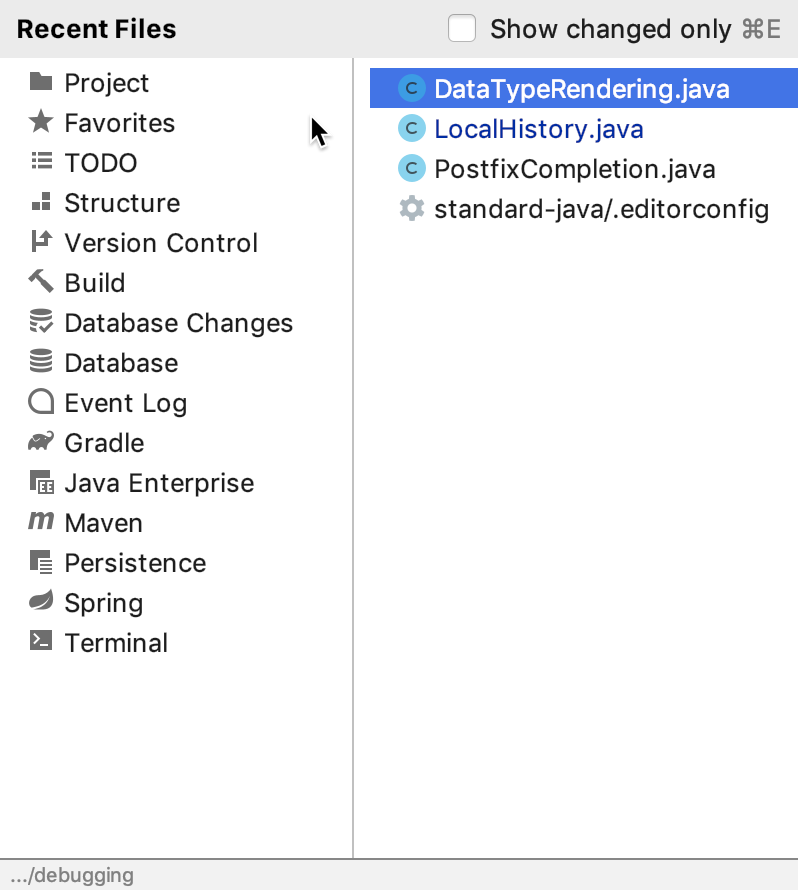 Recent Files
Show changed only ⌘E
Project
Favorites
TODO
Structure
Version Control
Build
Database Changes
Database
Event Log
Gradle
Java Enterprise
Maven
Persistence
Spring
Terminal
DataTypeRendering.java
LocalHistory.java
PostfixCompletion.java
standard-java/.editorconfig
.../debugging